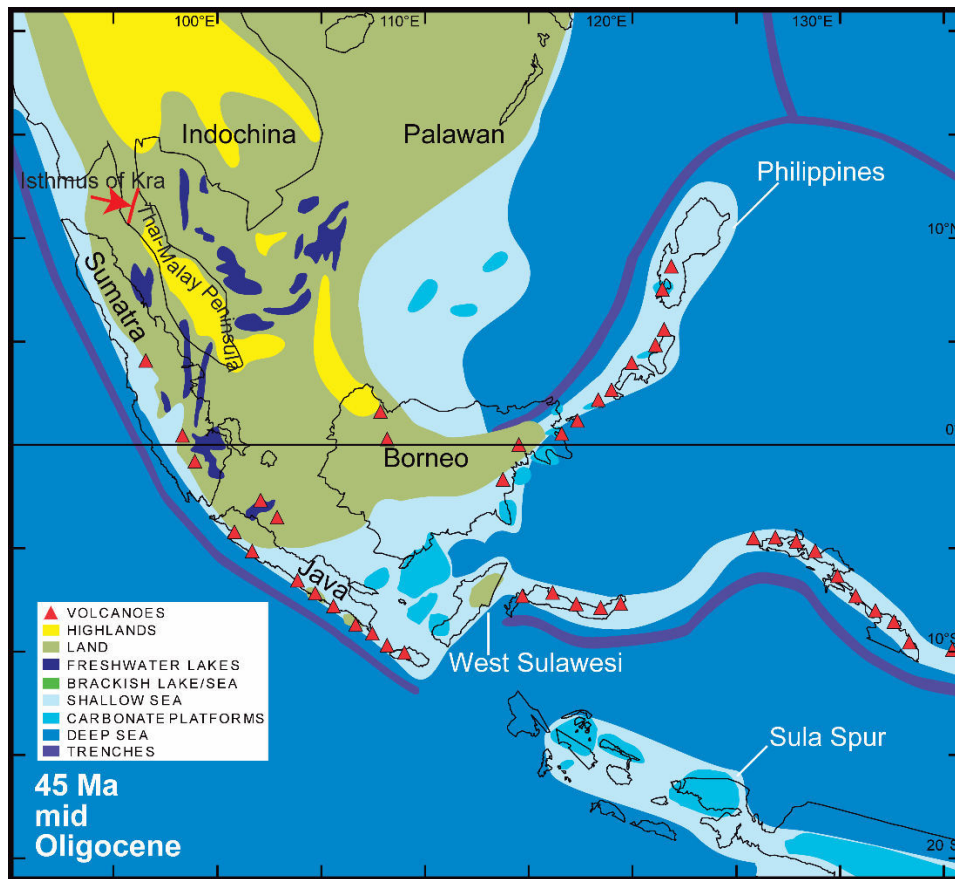 100°E
110°E
120°E
130°E
Indochina
Palawan
Philippines
Isthmus of Kra
10°N
Thai-Malay Peninsula
Sumatra
0°
Borneo
Java
VOLCANOES
HIGHLANDS
LAND
FRESHWATER LAKES
BRACKISH LAKE/SEA
SHALLOW SEA
CARBONATE PLATFORMS
DEEP SEA
TRENCHES
10°S
West Sulawesi
Sula Spur
45 Ma
mid
Oligocene
20°S